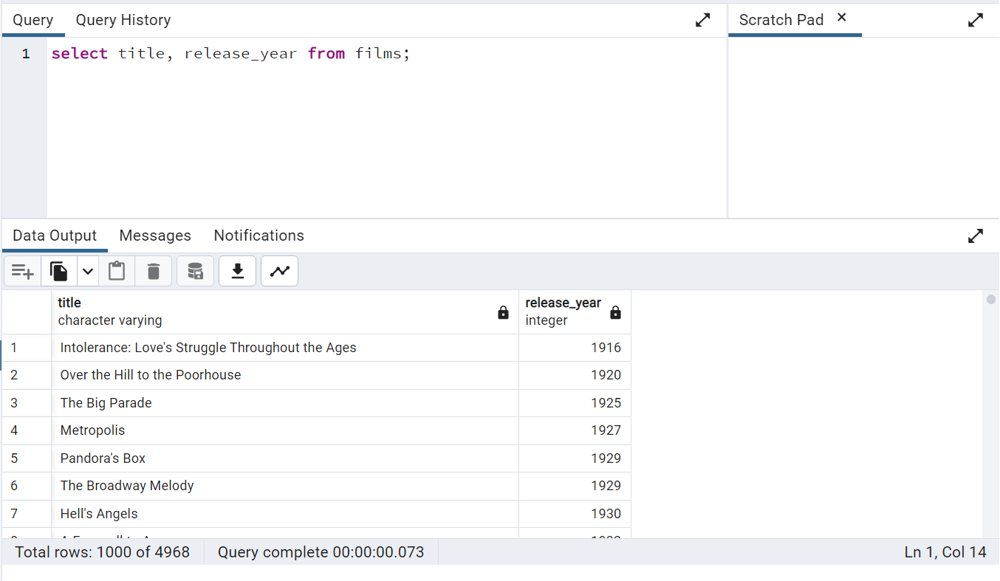 Query Query History Scratch Pad ×
1 select title, release_year from films;
Data Output Messages Notifications
title release_year
character varying integer
1 Intolerance: Love's Struggle Throughout the Ages 1916
2 Over the Hill to the Poorhouse 1920
3 The Big Parade 1925
4 Metropolis 1927
5 Pandora's Box 1929
6 The Broadway Melody 1929
7 Hell's Angels 1930
Total rows: 1000 of 4968 Query complete 00:00:00.073 Ln 1, Col 14